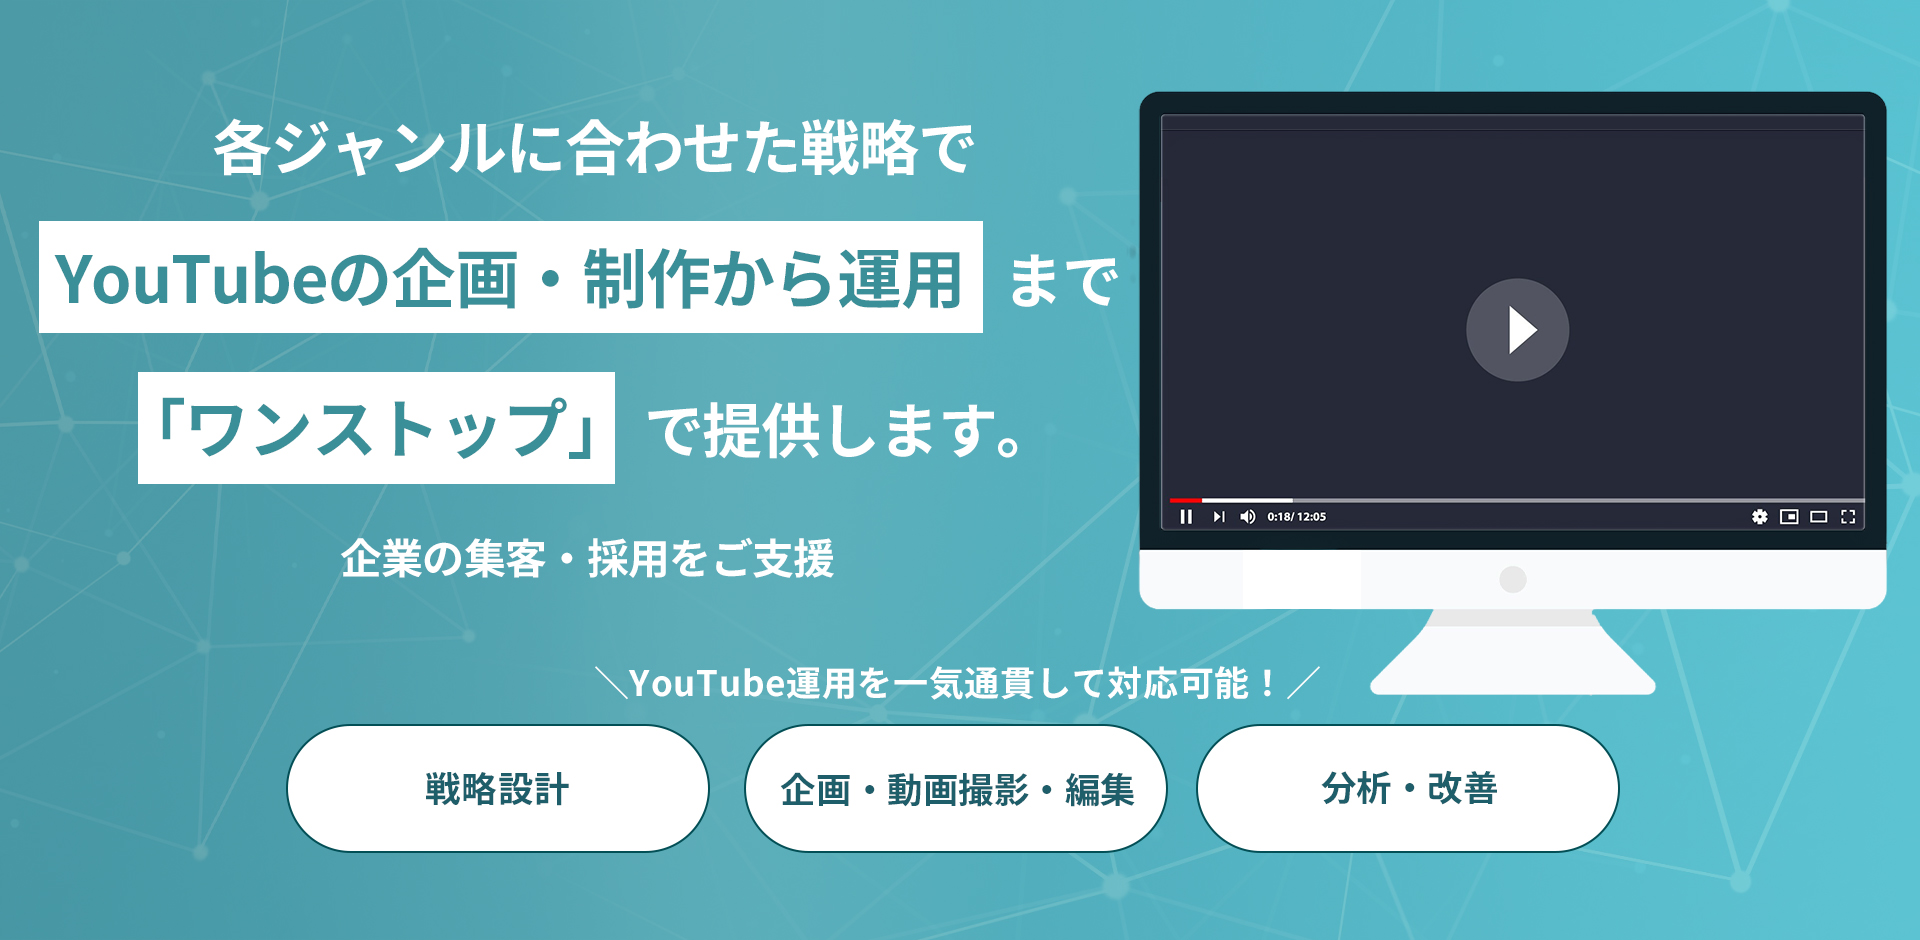 各ジャンルに合わせた戦略で
YouTubeの企画・制作から運用 まで
「ワンストップ」 で提供します。
企業の集客・採用をご支援
0:18/ 12:05
＼YouTube運用を一気通貫して対応可能！／
戦略設計
企画・動画撮影・編集
分析・改善